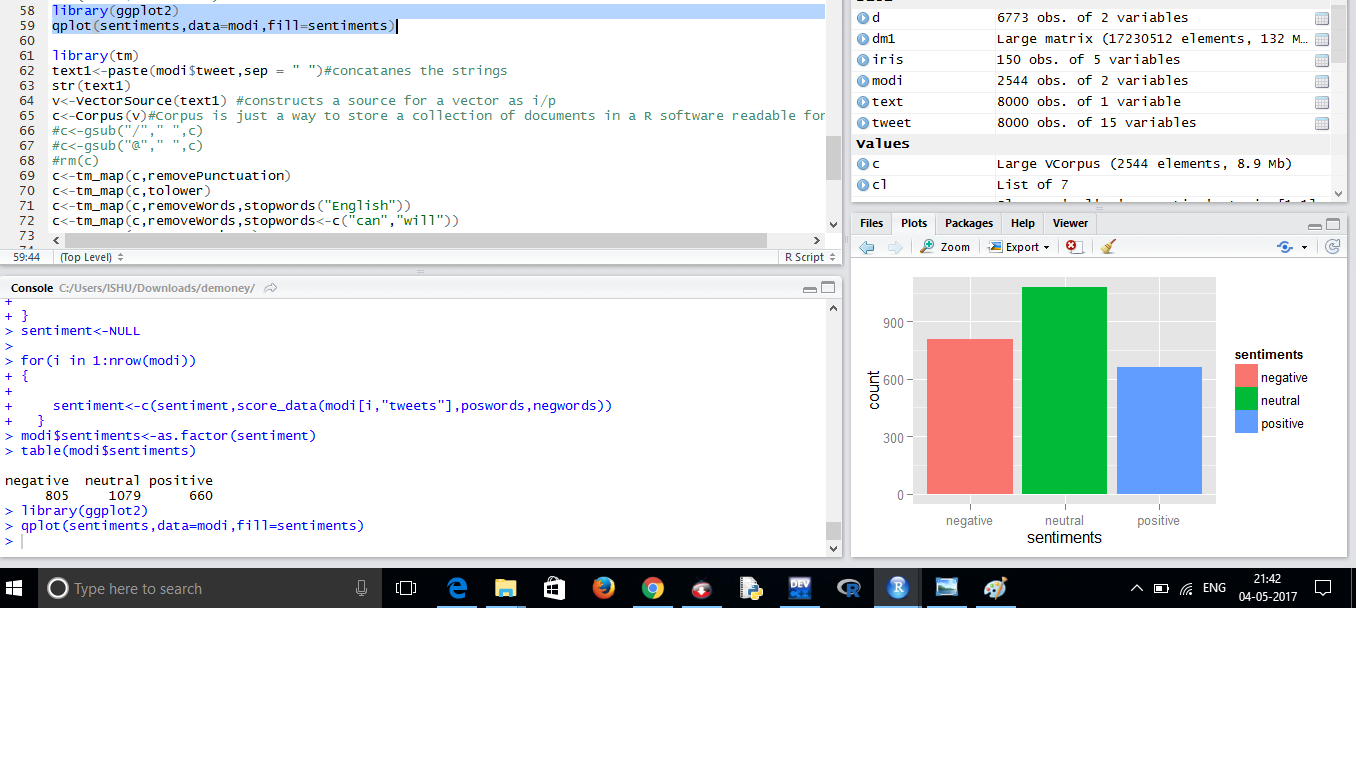 58 library(ggplot2)
59 qplot(sentiments,data=modi,fill=sentiments)
60
61 library(tm)
62 text1<-paste(modi$tweet,sep = " ")#concatanes the strings
63 str(text1)
64 v<-VectorSource(text1) #constructs a source for a vector as i/p
65 c<-Corpus(v)#Corpus is just a way to store a collection of documents in a R software readable for
66 #c<-gsub("/"," ",c)
67 #c<-gsub("@"," ",c)
68 #rm(c)
69 c<-tm_map(c,removePunctuation)
70 c<-tm_map(c,tolower)
71 c<-tm_map(c,removeWords,stopwords("English"))
72 c<-tm_map(c,removeWords,stopwords<-c("can","will"))
73
59:44 (Top Level) R Script
Console C:/Users/ISHU/Downloads/demoney/
+
+ }
> sentiment<-NULL
>
> for(i in 1:nrow(modi))
+ {
+
+     sentiment<-c(sentiment,score_data(modi[i,"tweets"],poswords,negwords))
+   }
> modi$sentiments<-as.factor(sentiment)
> table(modi$sentiments)
negative  neutral positive
     805     1079      660
> library(ggplot2)
> qplot(sentiments,data=modi,fill=sentiments)
>
d 6773 obs. of 2 variables
dm1 Large matrix (17230512 elements, 132 M…
iris 150 obs. of 5 variables
modi 2544 obs. of 2 variables
text 8000 obs. of 1 variable
tweet 8000 obs. of 15 variables
Values
c Large VCorpus (2544 elements, 8.9 Mb)
cl List of 7
Files Plots Packages Help Viewer
Zoom Export
count
900
600
300
0
negative neutral positive
sentiments
sentiments
negative
neutral
positive
Type here to search
DEV
R
R
ENG
21:42
04-05-2017